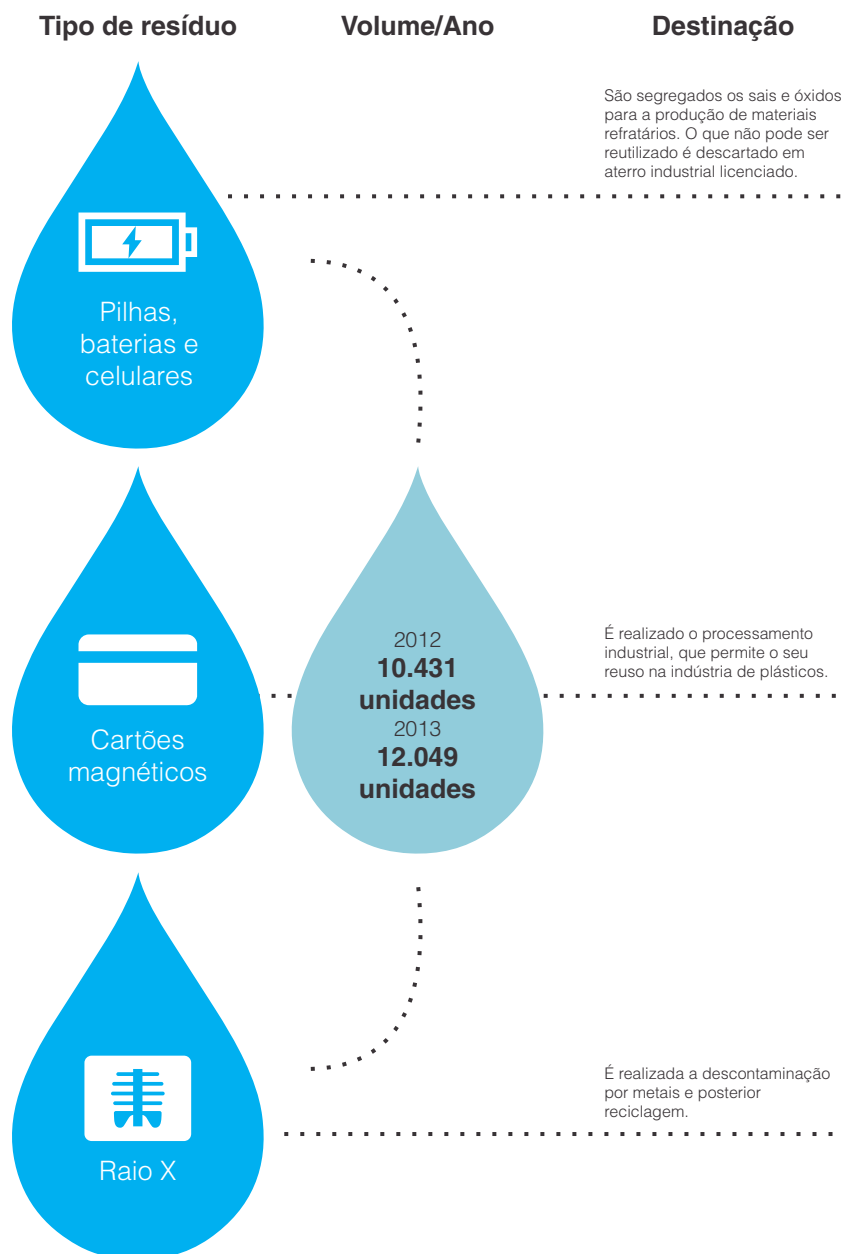 Tipo de resíduo
Volume/Ano
Destinação
São segregados os sais e óxidos
para a produção de materiais
refratários. O que não pode ser
reutilizado é descartado em
aterro industrial licenciado.
Pilhas,
baterias e
celulares
2012
10.431
unidades
2013
12.049
unidades
É realizado o processamento
industrial, que permite o seu
reuso na indústria de plásticos.
Cartões
magnéticos
É realizada a descontaminação
por metais e posterior
reciclagem.
Raio X